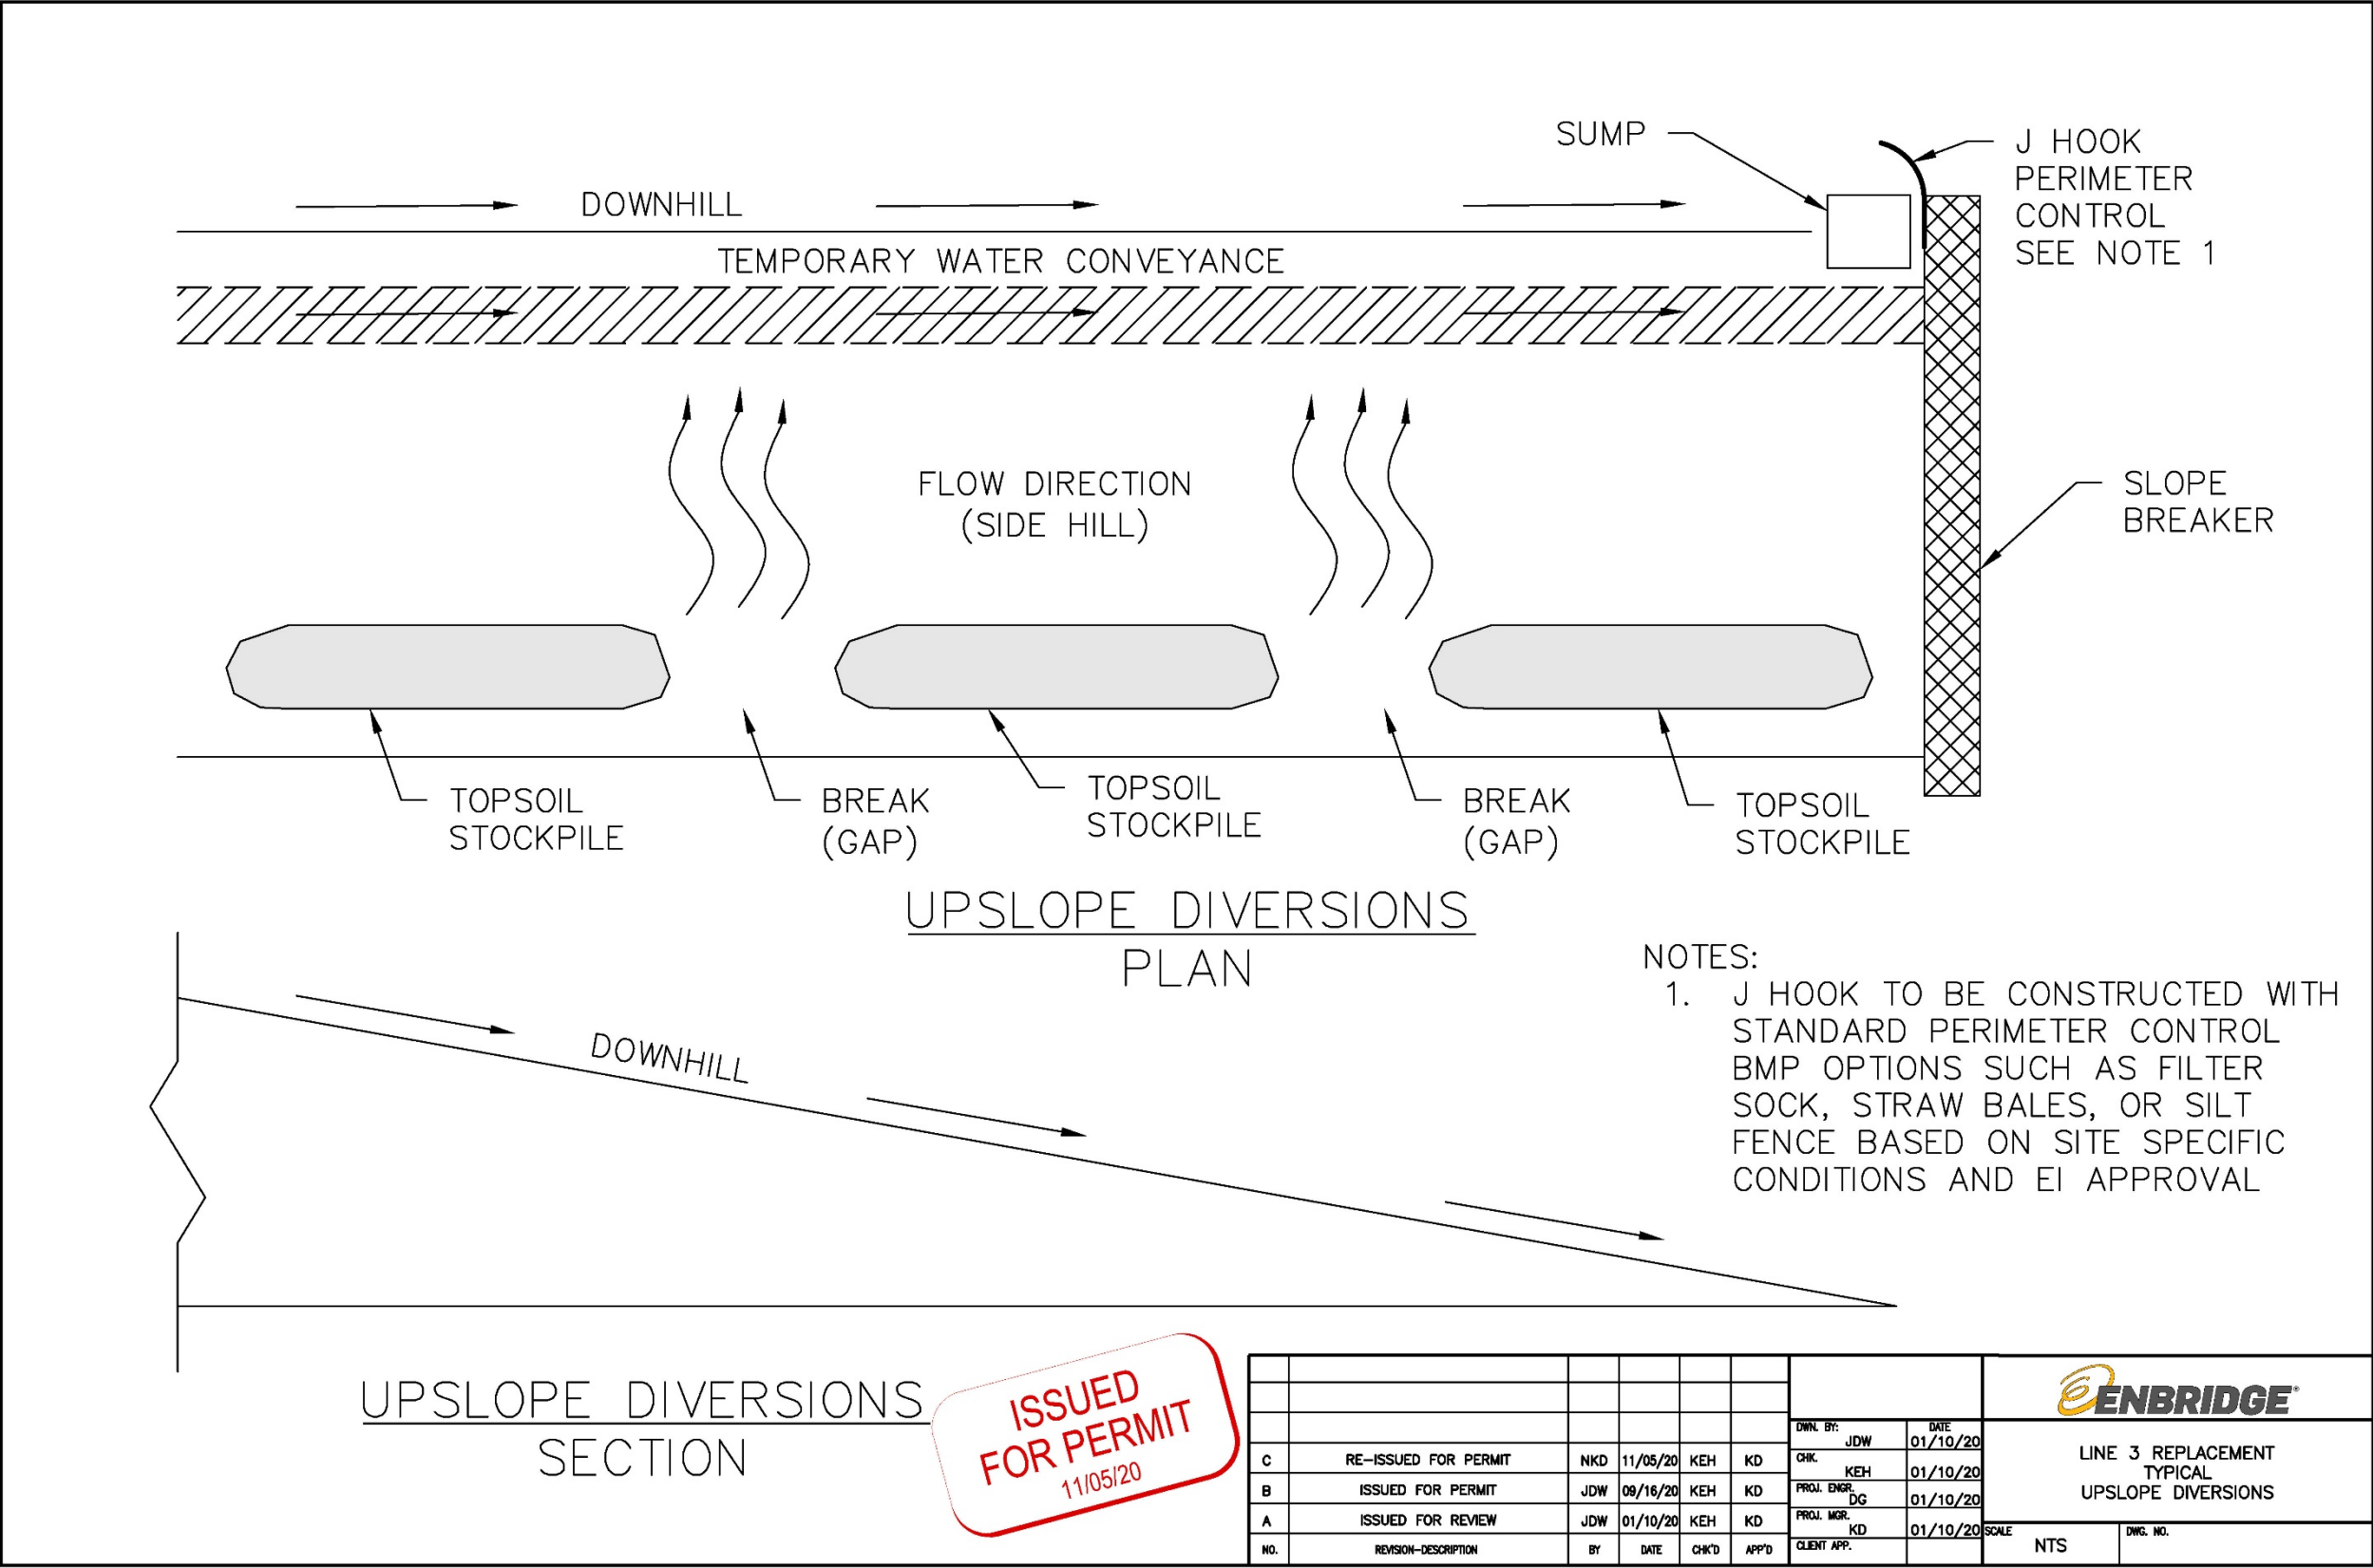 SUMP
J HOOK
PERIMETER
CONTROL
SEE NOTE 1
DOWNHILL
TEMPORARY WATER CONVEYANCE
FLOW DIRECTION
(SIDE HILL)
SLOPE
BREAKER
TOPSOIL
STOCKPILE
BREAK
(GAP)
TOPSOIL
STOCKPILE
BREAK
(GAP)
TOPSOIL
STOCKPILE
UPSLOPE DIVERSIONS
PLAN
NOTES:
1. J HOOK TO BE CONSTRUCTED WITH
STANDARD PERIMETER CONTROL
BMP OPTIONS SUCH AS FILTER
SOCK, STRAW BALES, OR SILT
FENCE BASED ON SITE SPECIFIC
CONDITIONS AND EI APPROVAL
DOWNHILL
UPSLOPE DIVERSIONS
SECTION
ISSUED
FOR PERMIT
11/05/20
C RE-ISSUED FOR PERMIT NKD 11/05/20 KEH KD
B ISSUED FOR PERMIT JDW 09/16/20 KEH KD
A ISSUED FOR REVIEW JDW 01/10/20 KEH KD
NO. REVISION-DESCRIPTION BY DATE CHK'D APP'D
DWN. BY: DATE
JDW 01/10/20
CHK.
KEH 01/10/20
PROJ. ENGR.
DG 01/10/20
PROJ. MGR.
KD 01/10/20
CLIENT APP.
ENBRIDGE
LINE 3 REPLACEMENT
TYPICAL
UPSLOPE DIVERSIONS
SCALE
NTS
DWG. NO.